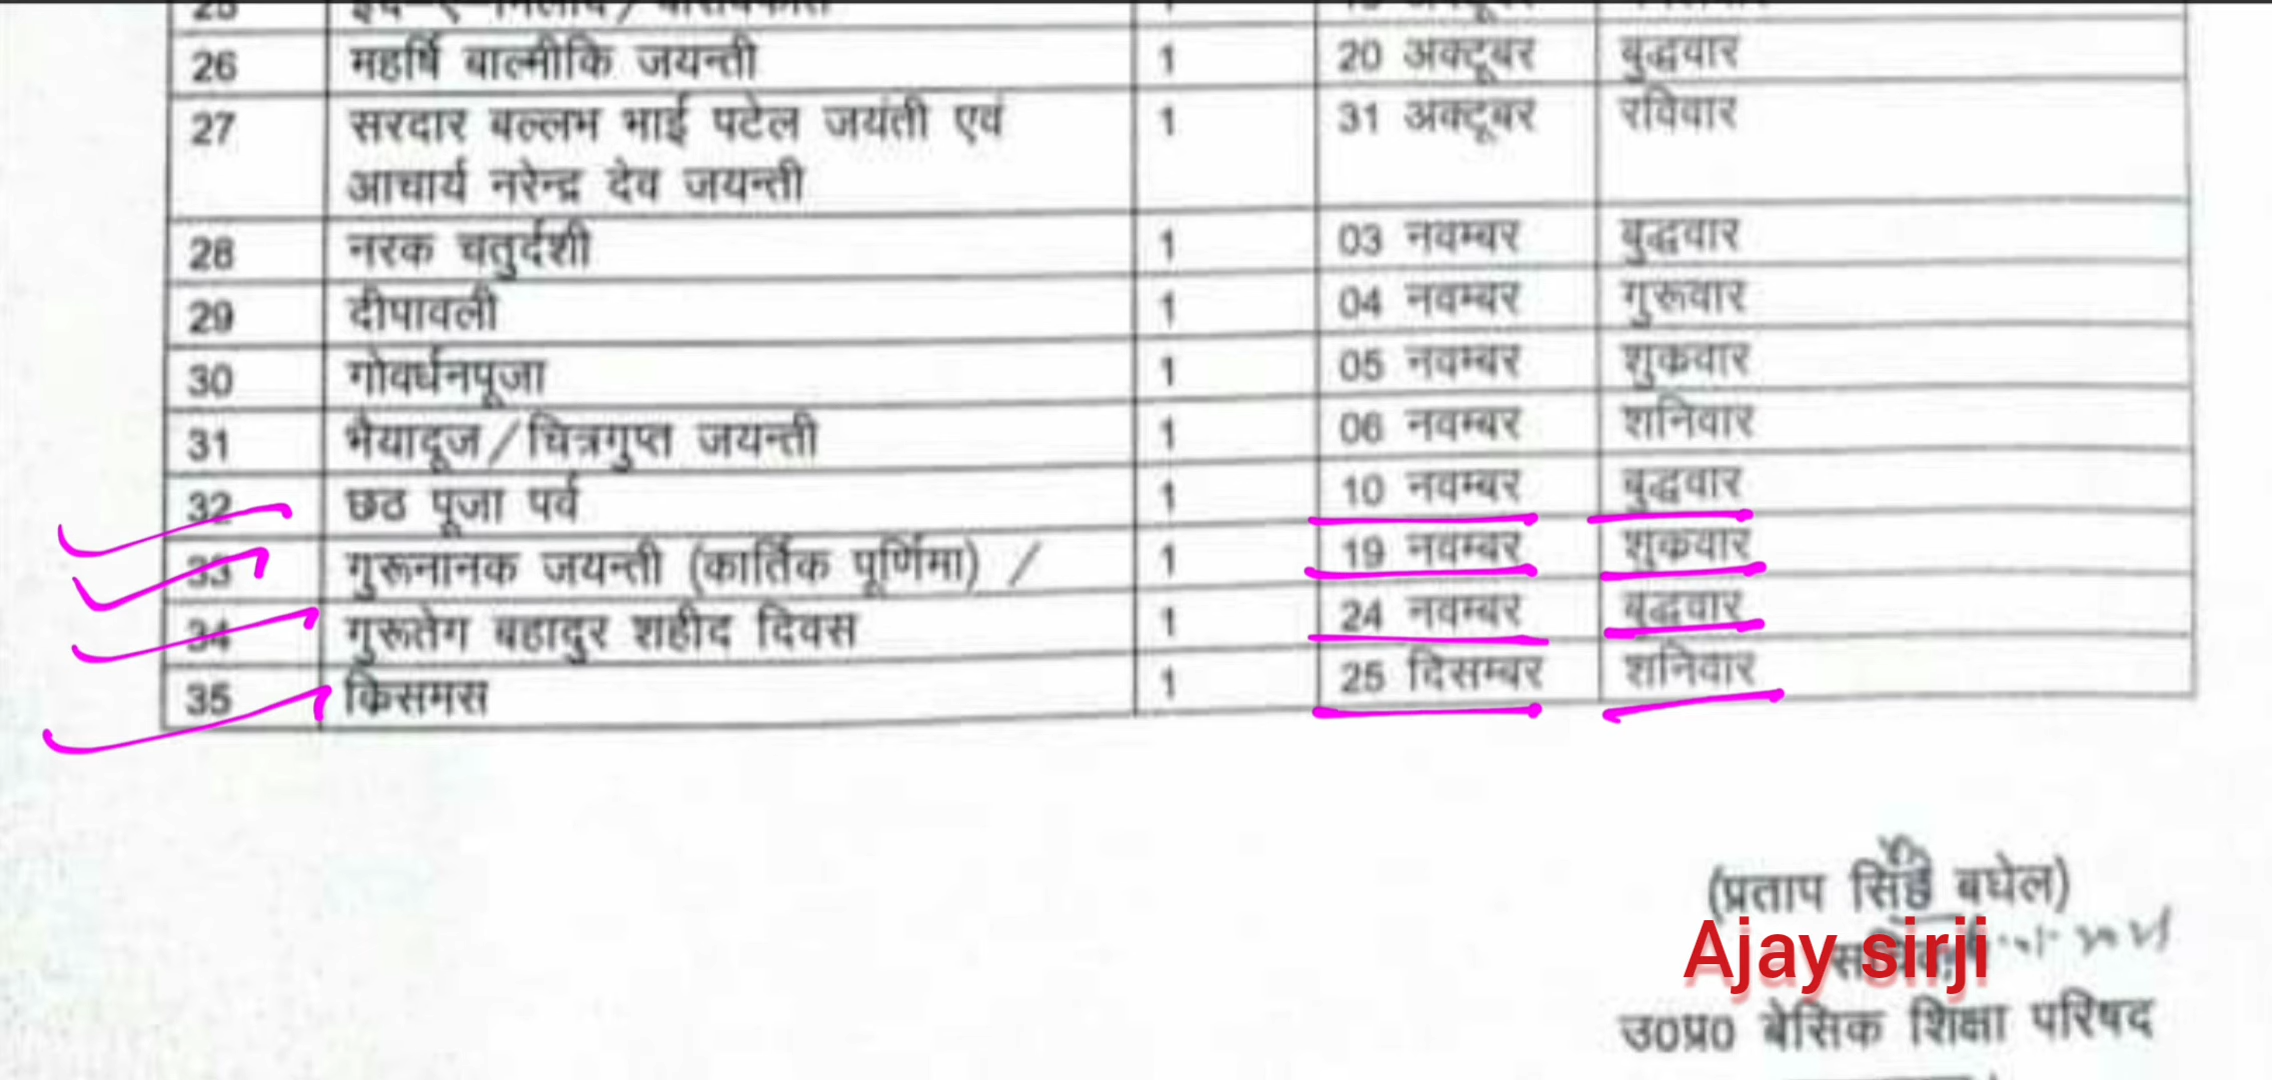 26 महर्षि बाल्मीकि जयन्ती 1 20 अक्टूबर बुद्धवार
27 सरदार बल्लभ भाई पटेल जयंती एवं 1 31 अक्टूबर रविवार
आचार्य नरेन्द्र देव जयन्ती
28 नरक चतुर्दशी 1 03 नवम्बर बुद्धवार
29 दीपावली 1 04 नवम्बर गुरूवार
30 गोवर्धनपूजा 1 05 नवम्बर शुक्रवार
31 भैयादूज/चित्रगुप्त जयन्ती 1 06 नवम्बर शनिवार
32 छठ पूजा पर्व 1 10 नवम्बर बुद्धवार
33 गुरूनानक जयन्ती (कार्तिक पूर्णिमा) / 1 19 नवम्बर शुक्रवार
34 गुरूतेग बहादुर शहीद दिवस 1 24 नवम्बर बुद्धवार
35 क्रिसमस 1 25 दिसम्बर शनिवार
(प्रताप सिंह बघेल)
Ajay sirji
उ0प्र0 बेसिक शिक्षा परिषद